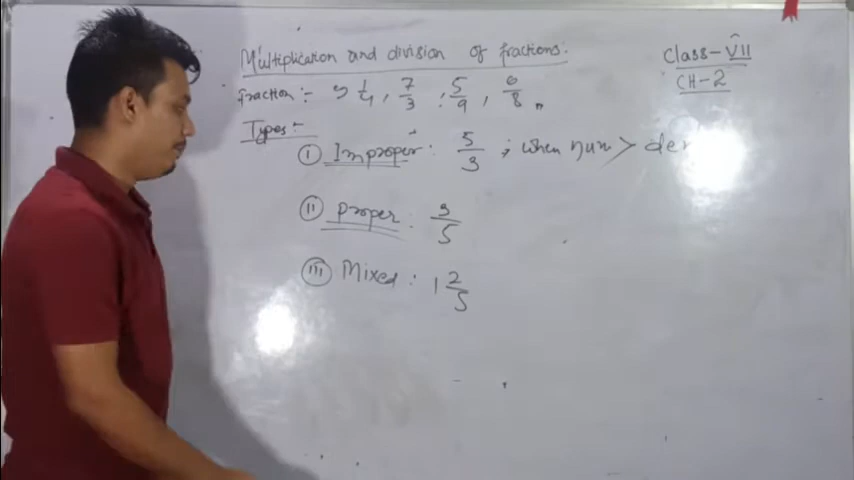 Multiplication and division of fractions:
Class-VII
CH-2
Fraction:- 1/4, 7/3, 5/9, 6/8
Types:-
(I) Improper: 5/3; when num > den
(II) Proper: 3/5
(III) Mixed: 1 2/5